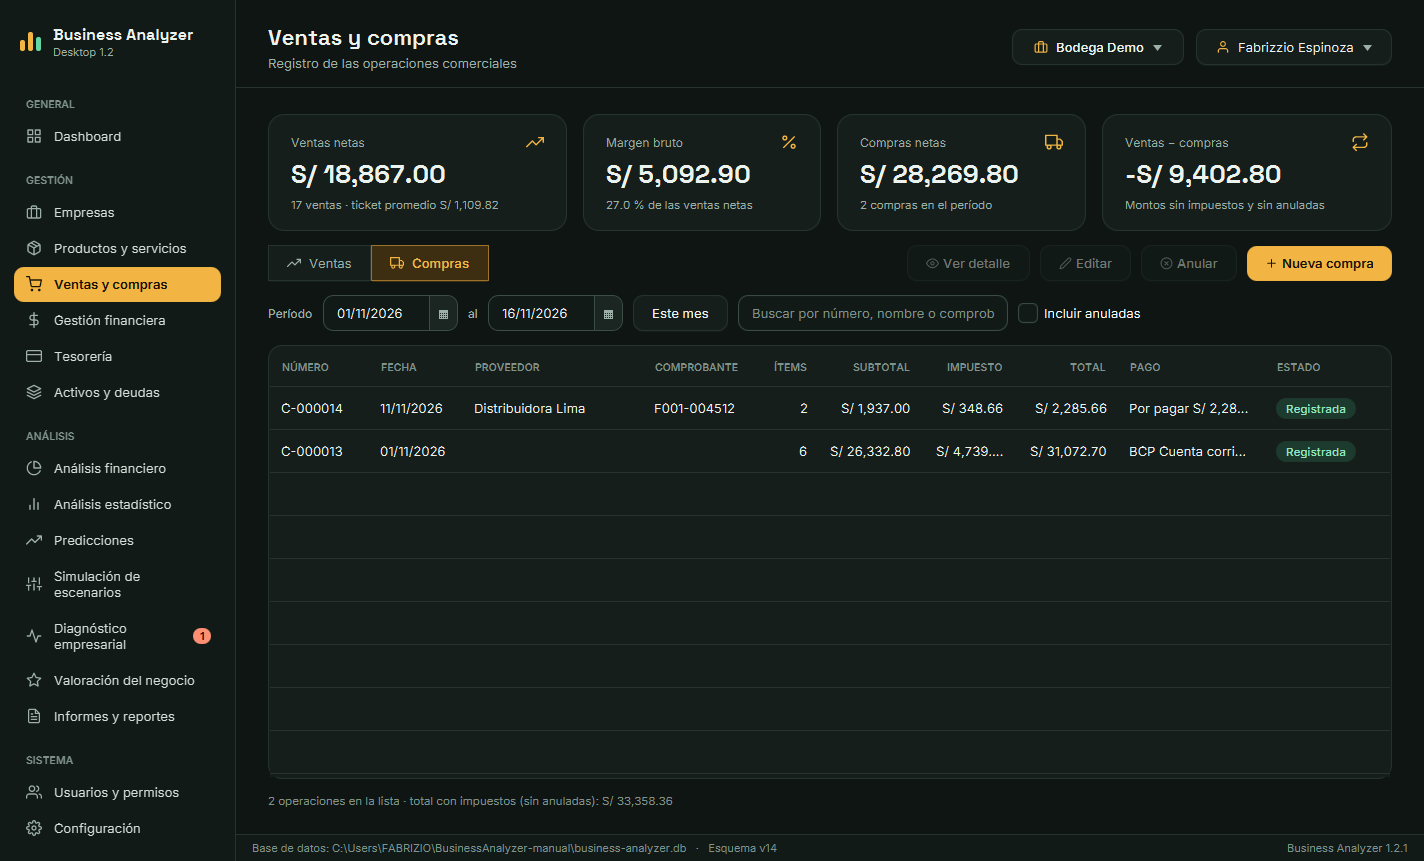 Business Analyzer
Desktop 1.2
GENERAL
Dashboard
GESTIÓN
Empresas
Productos y servicios
Ventas y compras
Gestión financiera
Tesorería
Activos y deudas
ANÁLISIS
Análisis financiero
Análisis estadístico
Predicciones
Simulación de
escenarios
Diagnóstico
empresarial
1
Valoración del negocio
Informes y reportes
SISTEMA
Usuarios y permisos
Configuración
Ventas y compras
Registro de las operaciones comerciales
Bodega Demo
Fabrizzio Espinoza
Ventas netas
S/ 18,867.00
17 ventas · ticket promedio S/ 1,109.82
Margen bruto
S/ 5,092.90
27.0 % de las ventas netas
Compras netas
S/ 28,269.80
2 compras en el período
Ventas − compras
-S/ 9,402.80
Montos sin impuestos y sin anuladas
Ventas Compras Ver detalle Editar Anular + Nueva compra
Período 01/11/2026 al 16/11/2026 Este mes Buscar por número, nombre o comprob Incluir anuladas
NÚMERO FECHA PROVEEDOR COMPROBANTE ÍTEMS SUBTOTAL IMPUESTO TOTAL PAGO ESTADO
C-000014 11/11/2026 Distribuidora Lima F001-004512 2 S/ 1,937.00 S/ 348.66 S/ 2,285.66 Por pagar S/ 2,28... Registrada
C-000013 01/11/2026 6 S/ 26,332.80 S/ 4,739.... S/ 31,072.70 BCP Cuenta corri... Registrada
2 operaciones en la lista · total con impuestos (sin anuladas): S/ 33,358.36
Base de datos: C:\Users\FABRIZIO\BusinessAnalyzer-manual\business-analyzer.db · Esquema v14
Business Analyzer 1.2.1